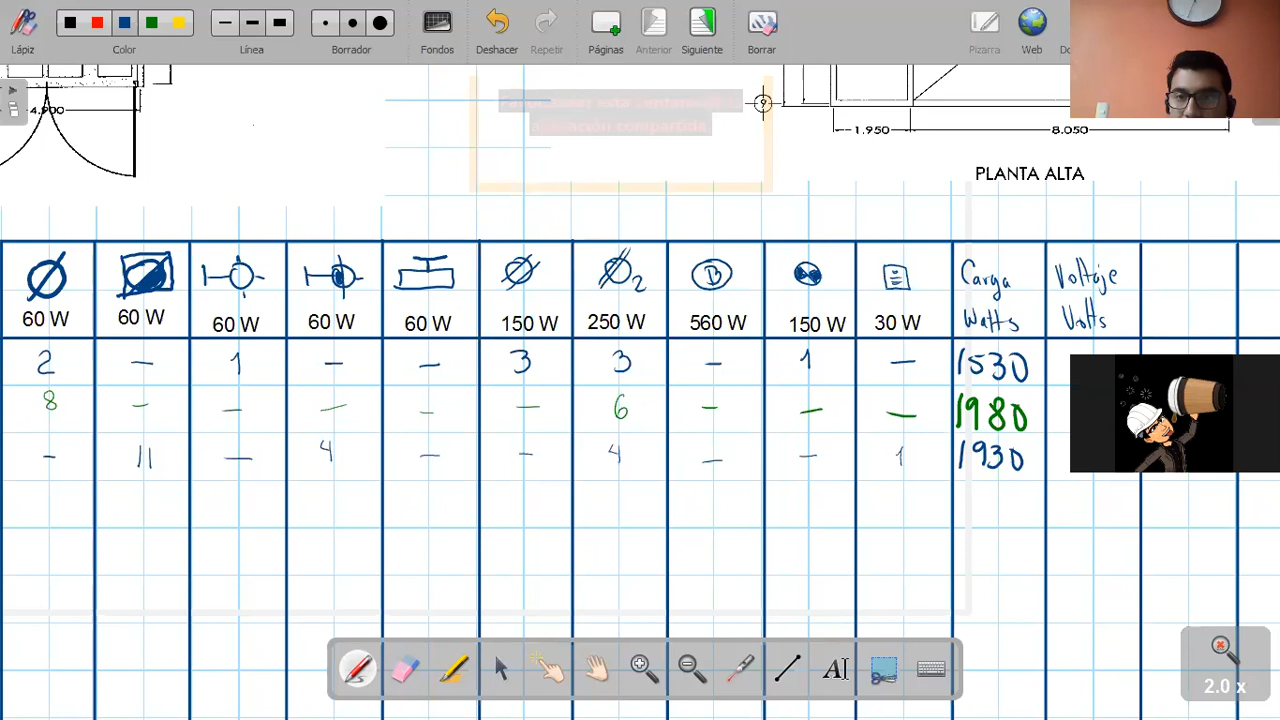 Lápiz
Color
Línea
Borrador
Fondos
Deshacer
Repetir
Páginas
Anterior
Siguiente
Borrar
Pizarra
Web
4.900
1.950
8.050
PLANTA ALTA
B
2
Carga
Watts
Voltaje
Volts
60 W 60 W 60 W 60 W 60 W 150 W 250 W 560 W 150 W 30 W
2 — 1 — — 3 3 — 1 — 1530
8 - — — - — 6 - — — 1980
- 11 — 4 — - 4 — - 1 1930
2.0 x